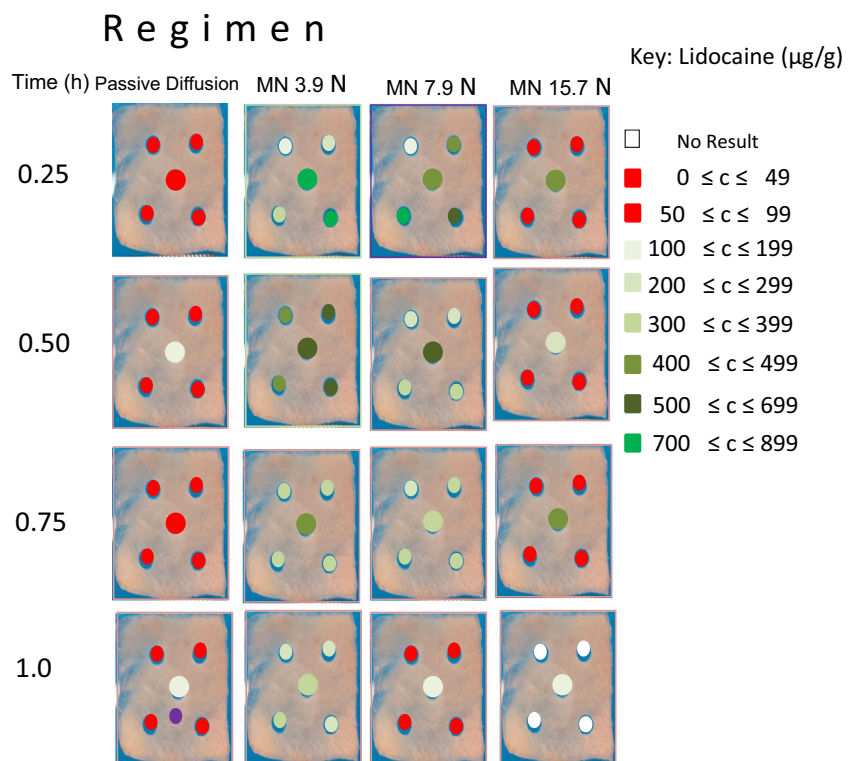 Regimen
Key: Lidocaine (µg/g)
Time (h) Passive Diffusion MN 3.9 N MN 7.9 N MN 15.7 N
No Result
0.25
0 ≤ c ≤ 49
50 ≤ c ≤ 99
100 ≤ c ≤ 199
200 ≤ c ≤ 299
300 ≤ c ≤ 399
0.50
400 ≤ c ≤ 499
500 ≤ c ≤ 699
700 ≤ c ≤ 899
0.75
1.0